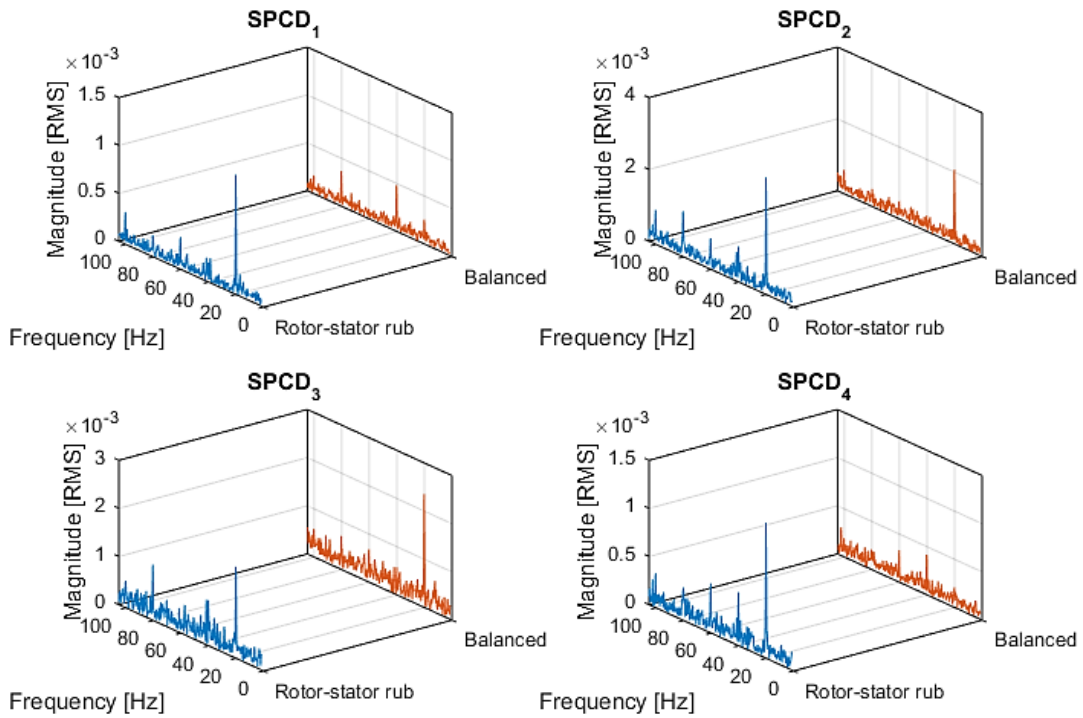 SPCD1
× 10-3
Magnitude [RMS]
1.5
1
0.5
0
100
80
60
40
20
0
Frequency [Hz]
Rotor-stator rub
Balanced
SPCD2
× 10-3
Magnitude [RMS]
4
2
0
100
80
60
40
20
0
Frequency [Hz]
Rotor-stator rub
Balanced
SPCD3
× 10-3
Magnitude [RMS]
3
2
1
0
100
80
60
40
20
0
Frequency [Hz]
Rotor-stator rub
Balanced
SPCD4
× 10-3
Magnitude [RMS]
1.5
1
0.5
0
100
80
60
40
20
0
Frequency [Hz]
Rotor-stator rub
Balanced